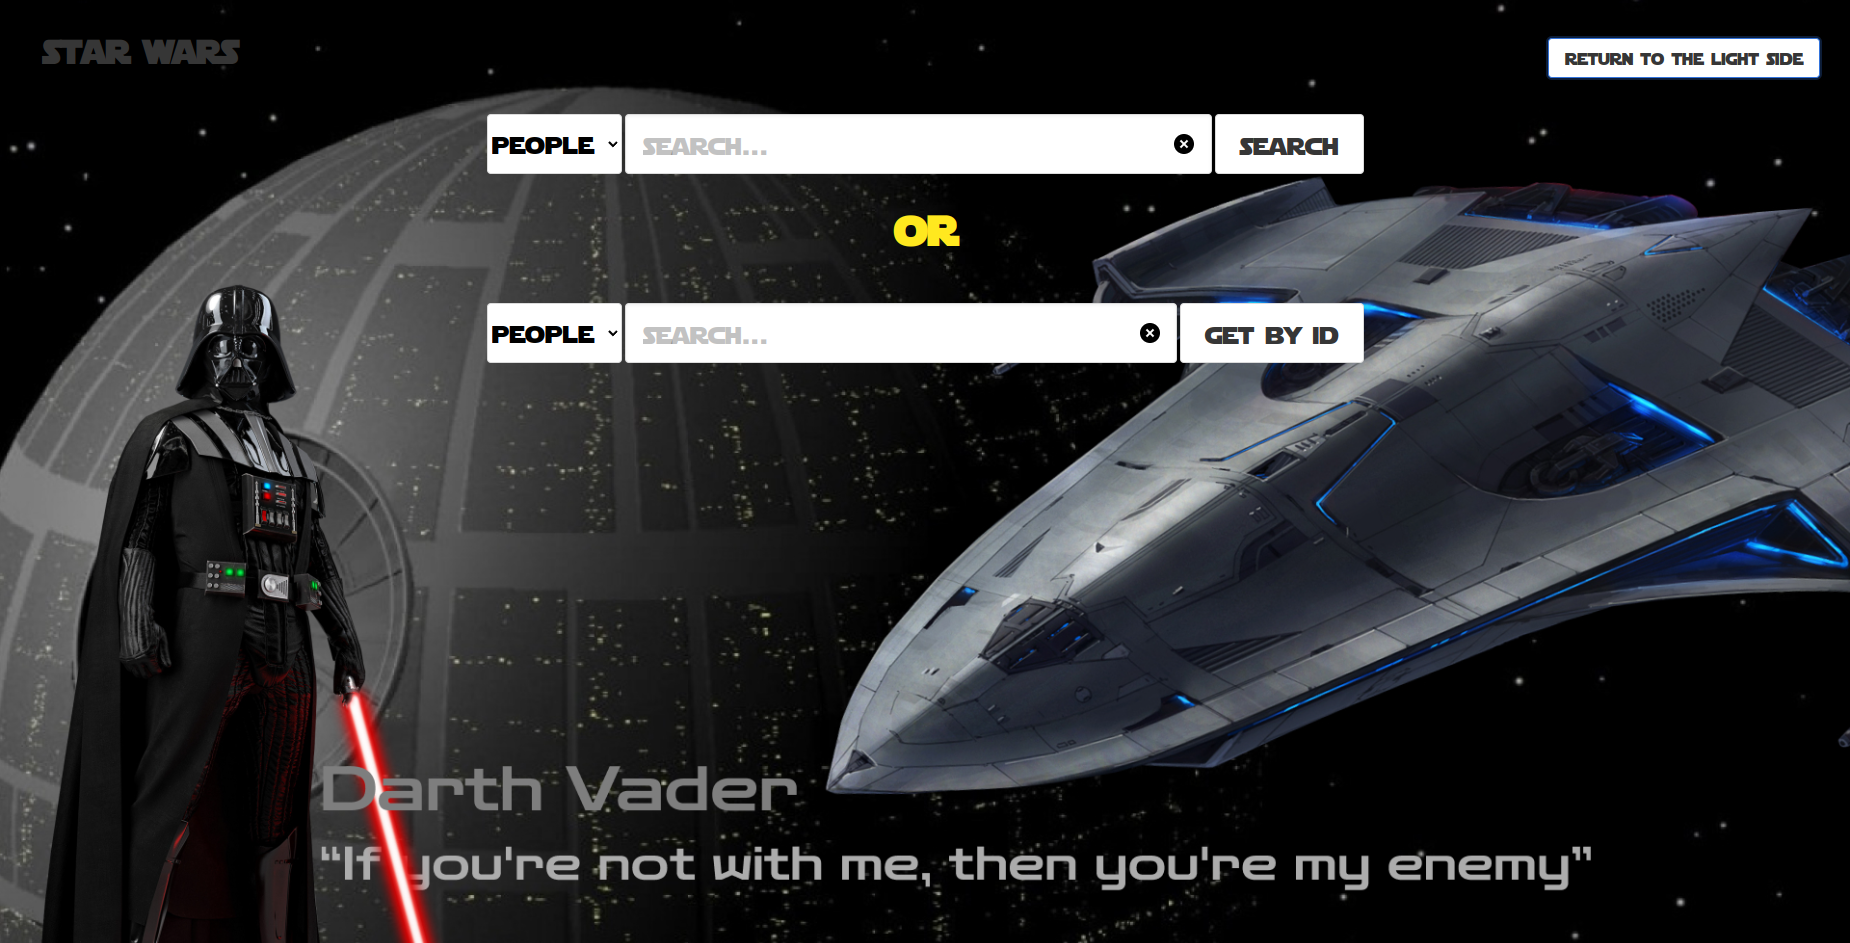 STAR WARS
RETURN TO THE LIGHT SIDE
PEOPLE SEARCH... SEARCH
OR
PEOPLE SEARCH... GET BY ID
Darth Vader
“If you're not with me, then you're my enemy”